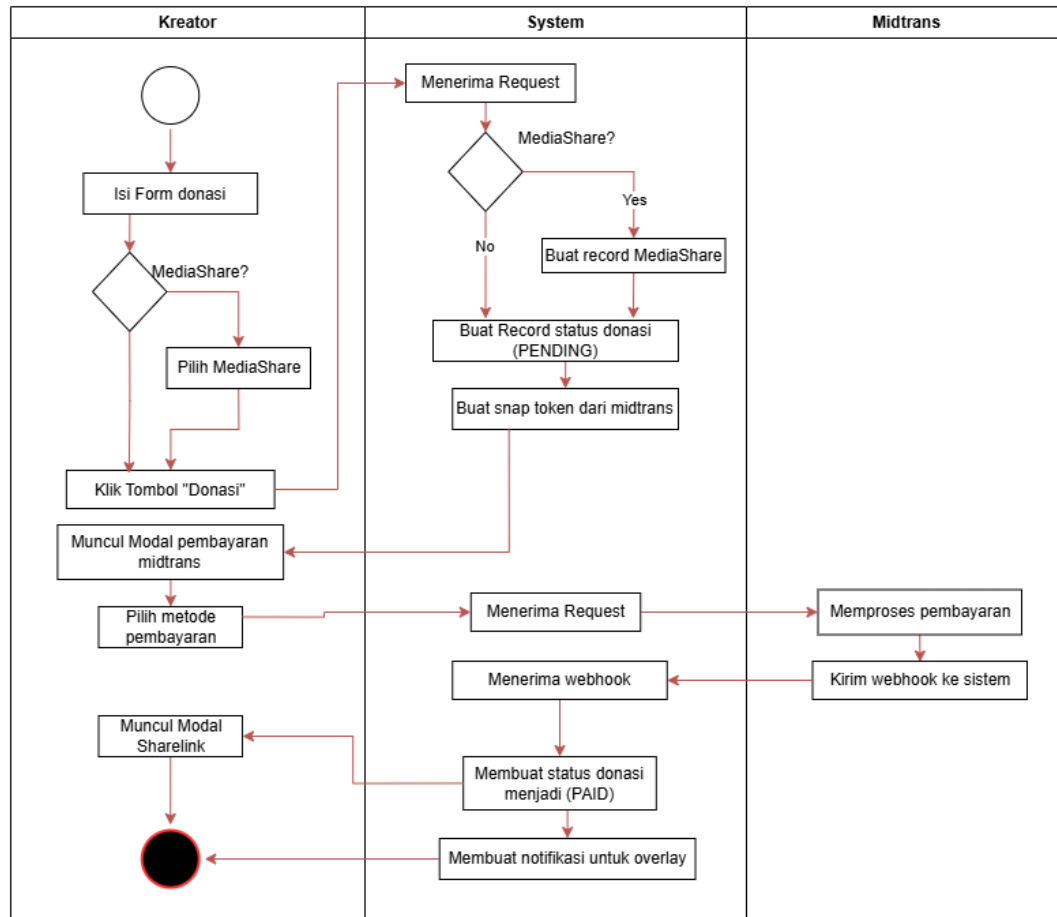 Kreator
System
Midtrans
Menerima Request
MediaShare?
Isi Form donasi
Yes
No
Buat record MediaShare
MediaShare?
Buat Record status donasi
(PENDING)
Pilih MediaShare
Buat snap token dari midtrans
Klik Tombol "Donasi"
Muncul Modal pembayaran
midtrans
Pilih metode
pembayaran
Menerima Request
Memproses pembayaran
Menerima webhook
Kirim webhook ke sistem
Muncul Modal
Sharelink
Membuat status donasi
menjadi (PAID)
Membuat notifikasi untuk overlay